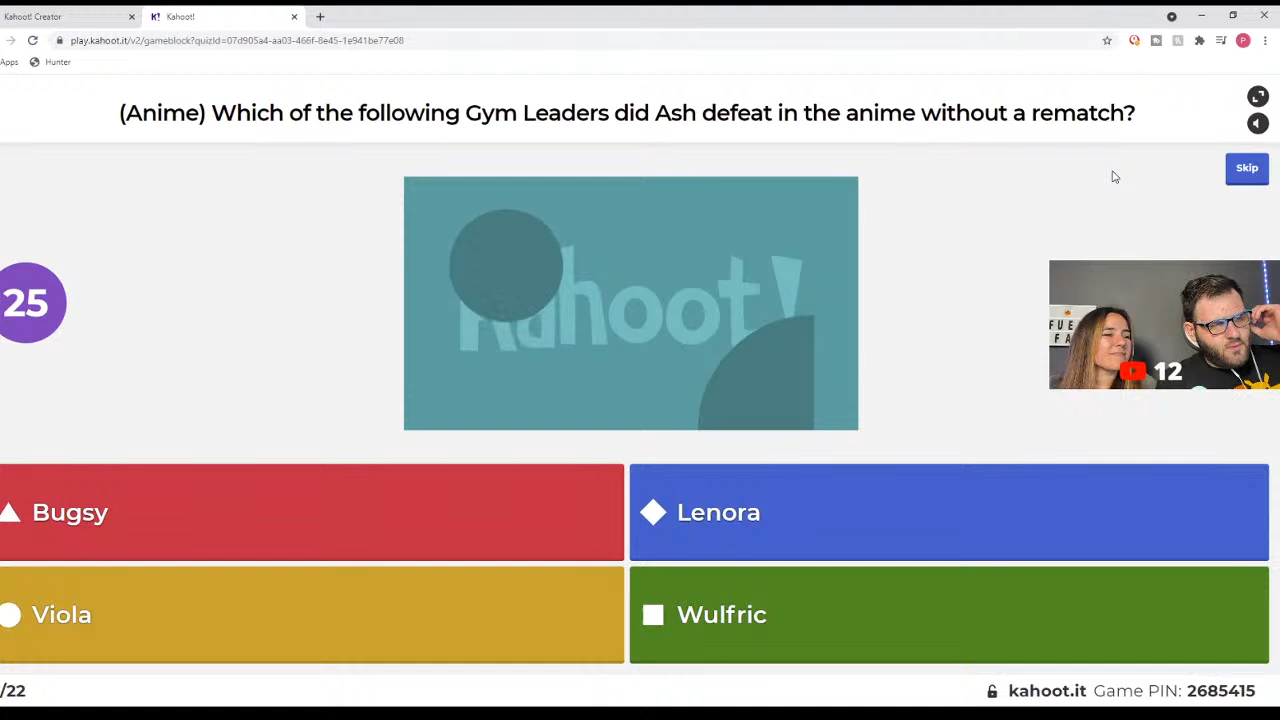 Kahoot! Creator
K! Kahoot!
play.kahoot.it/v2/gameblock?quizId=07d905a4-aa03-466f-8e45-1e941be77e08
P
Apps Hunter
(Anime) Which of the following Gym Leaders did Ash defeat in the anime without a rematch?
Skip
Kahoot!
25
FUE
FA
12
Bugsy
Lenora
Viola
Wulfric
/22
kahoot.it Game PIN: 2685415